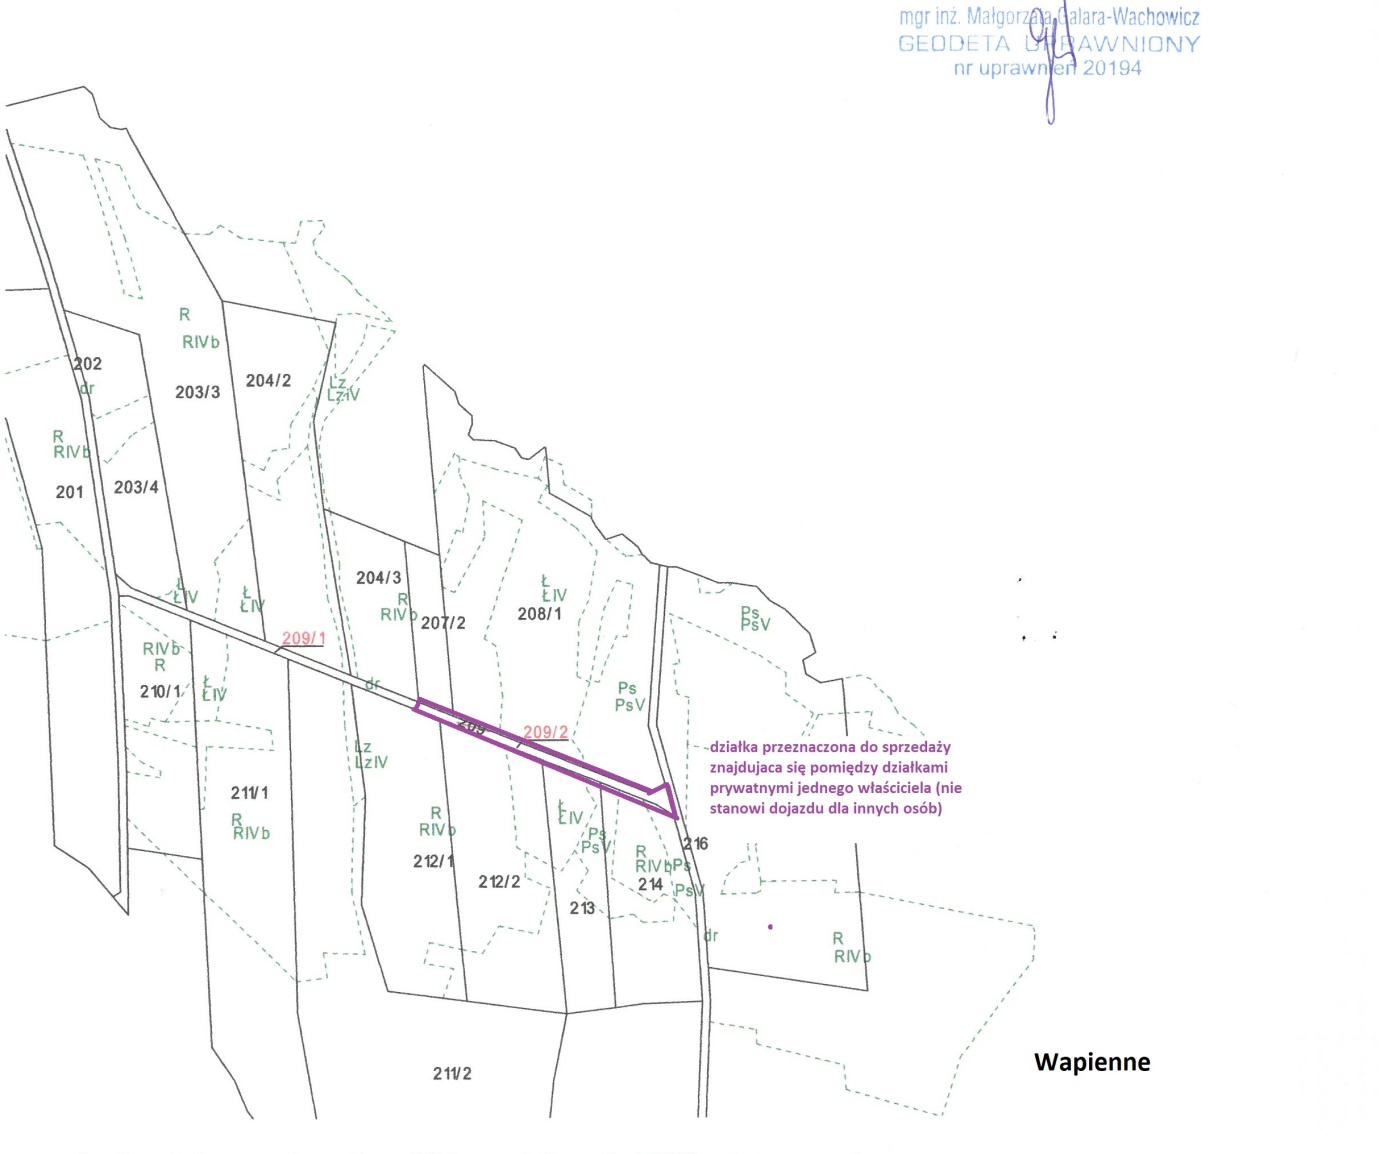 mgr inż. Małgorzata Galara-Wachowicz
GEODETA UPRAWNIONY
nr uprawnień 20194
R
RIVb
202
dr
203/3
204/2
Lz
LzIV
R
RIVb
201
203/4
Ł
ŁIV
Ł
ŁIV
204/3
R
RIVb
207/2
Ł
ŁIV
208/1
Ps
PsV
209/1
RIVb
R
210/1
Ł
ŁIV
dr
Ps
PsV
209
209/2
Lz
LzIV
działka przeznaczona do sprzedaży
znajdujaca się pomiędzy działkami
prywatnymi jednego właściciela (nie
stanowi dojazdu dla innych osób)
211/1
R
RIVb
R
RIVb
212/1
Ł
ŁIV
Ps
PsV
216
R
RIVb
214
Ps
PsV
212/2
213
dr
R
RIVb
211/2
Wapienne